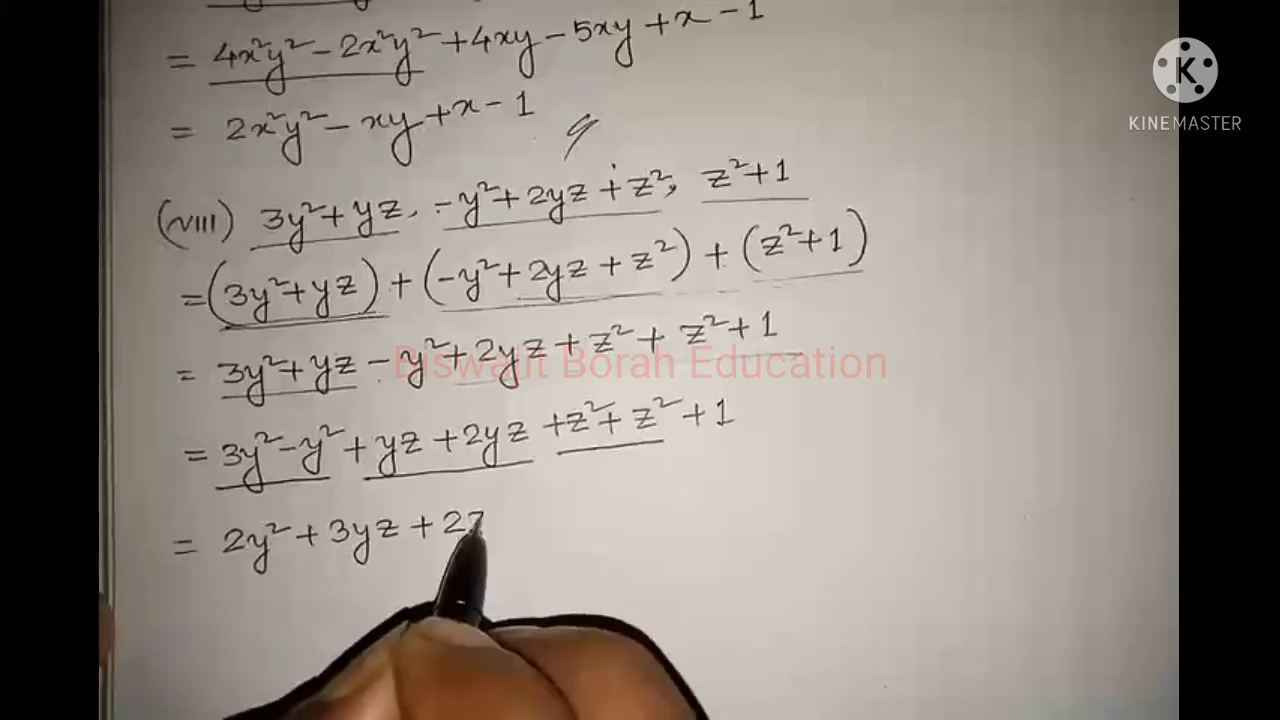 = 4x²y² - 2x²y² + 4xy - 5xy + x - 1
= 2x²y² - xy + x - 1
(VIII) 3y² + yz, -y² + 2yz + z², z² + 1
= (3y² + yz) + (-y² + 2yz + z²) + (z² + 1)
= 3y² + yz - y² + 2yz + z² + z² + 1
= 3y² - y² + yz + 2yz + z² + z² + 1
= 2y² + 3yz + 2z
K
KINEMASTER
Biswajit Borah Education